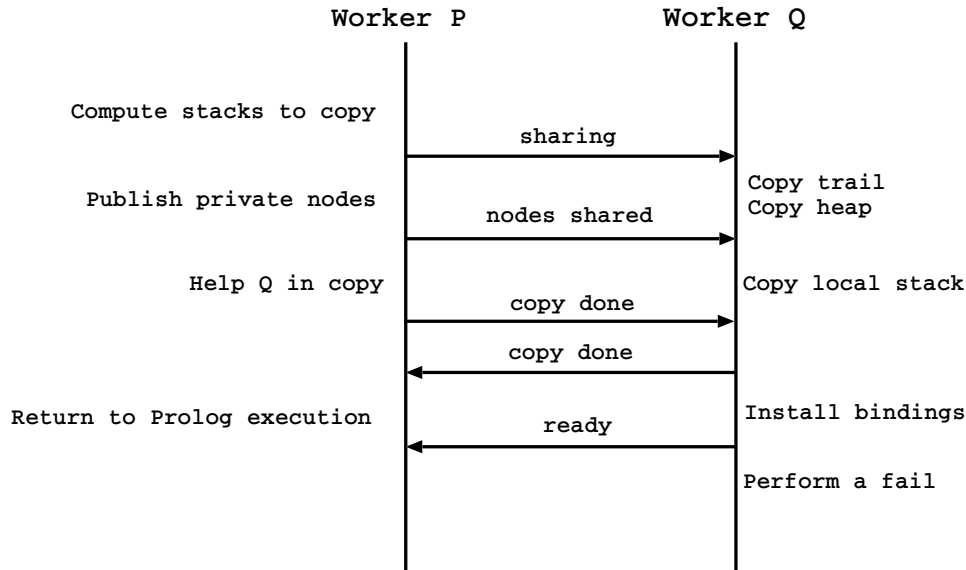 Worker P
Worker Q
Compute stacks to copy
sharing
Copy trail
Publish private nodes
Copy heap
nodes shared
Help Q in copy
Copy local stack
copy done
copy done
Install bindings
Return to Prolog execution
ready
Perform a fail